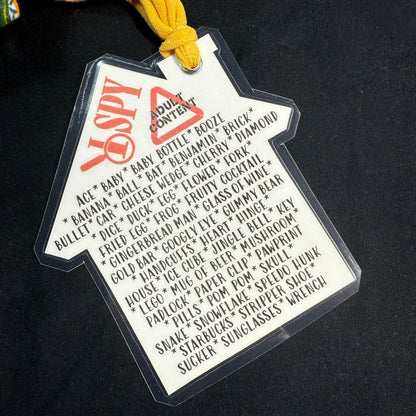 I SPY
ADULT
CONTENT
ACE * BABY * BABY BOTTLE * BOOZE
* BANANA * BALL * BAT * BENJAMIN * BRICK *
BULLET * CAR * CHEESE WEDGE * CHERRY * DIAMOND
* DICE * DUCK * EGG * FLOWER * FORK *
FRIED EGG * FROG * FRUITY COCKTAIL
* GINGERBREAD MAN * GLASS OF WINE *
GOLD BAR * GOOGLY EYE * GUMMY BEAR
* HANDCUFFS * HEART * HINGE *
HOUSE * ICE CUBE * JINGLE BELL * KEY
* LEGO * MUG OF BEER * MUSHROOM *
PADLOCK * PAPER CLIP * PAWPRINT
* PILLS * POM POM * SKULL *
SNAKE * SNOWFLAKE * SPEDO HUNK
* STARBUCKS * STRIPPER SHOE *
SUCKER * SUNGLASSES * WRENCH